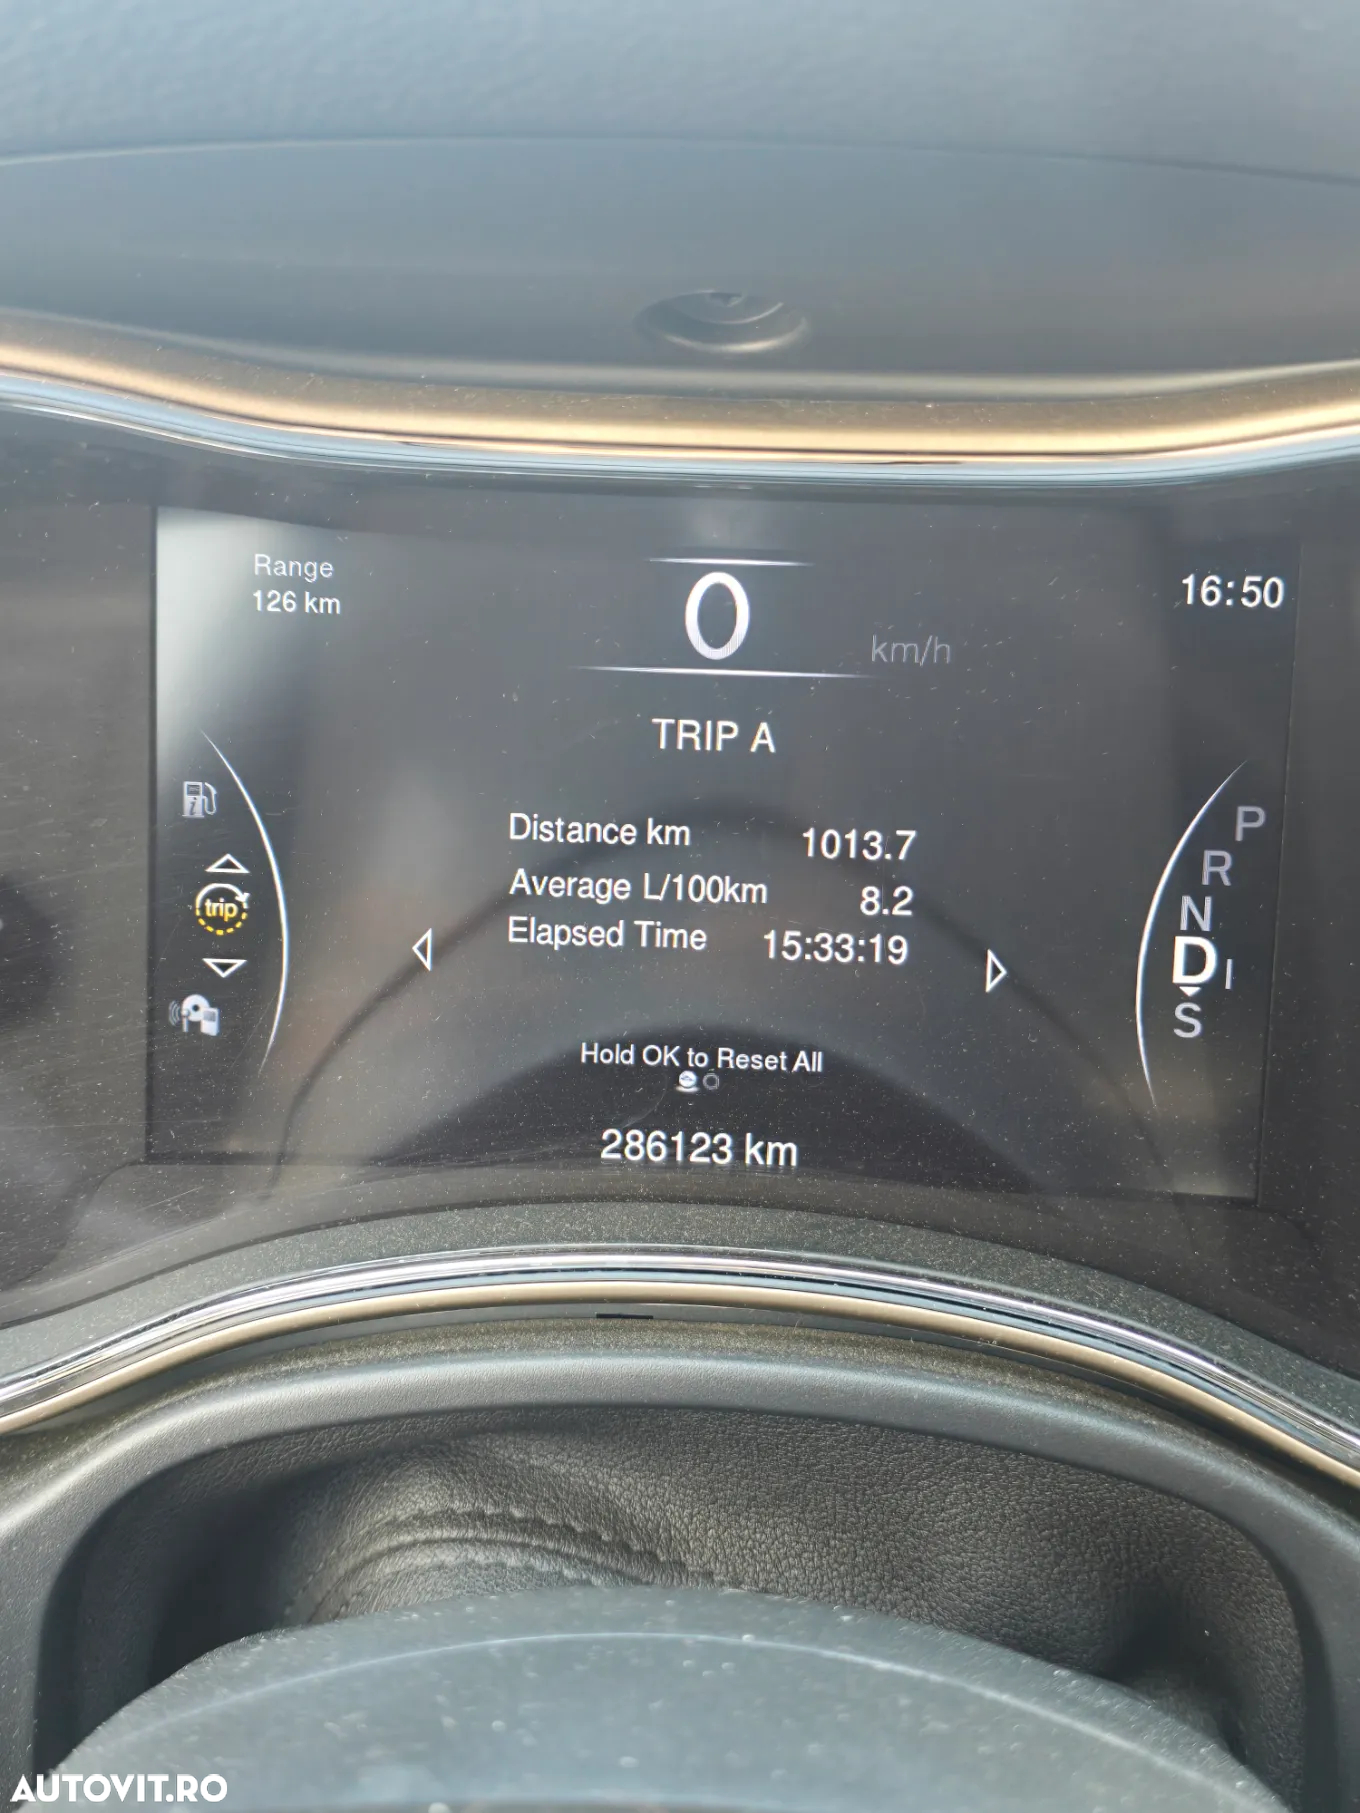 Range
126 km
0
km/h
16:50
TRIP A
Distance km 1013.7
Average L/100km 8.2
Elapsed Time 15:33:19
trip
P
R
N
D
S
Hold OK to Reset All
286123 km
AUTOVIT.RO